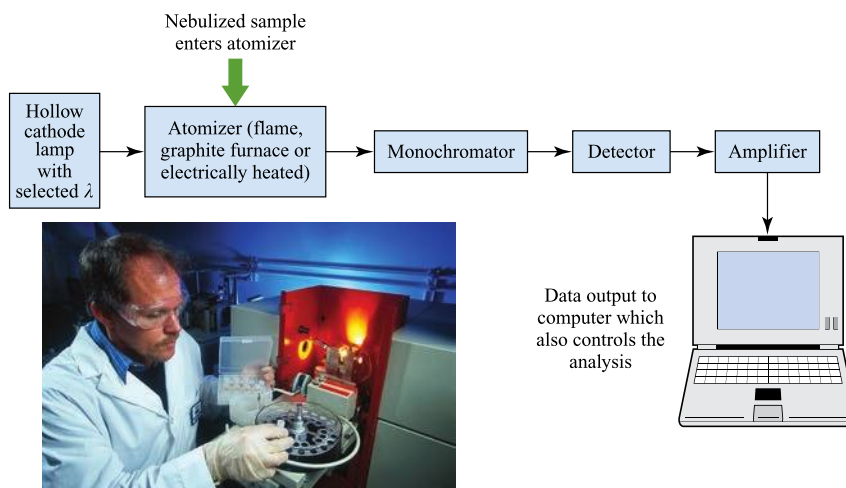 Nebulized sample
enters atomizer
Hollow
cathode
lamp
with
selected λ
Atomizer (flame,
graphite furnace or
electrically heated)
Monochromator
Detector
Amplifier
Data output to
computer which
also controls the
analysis